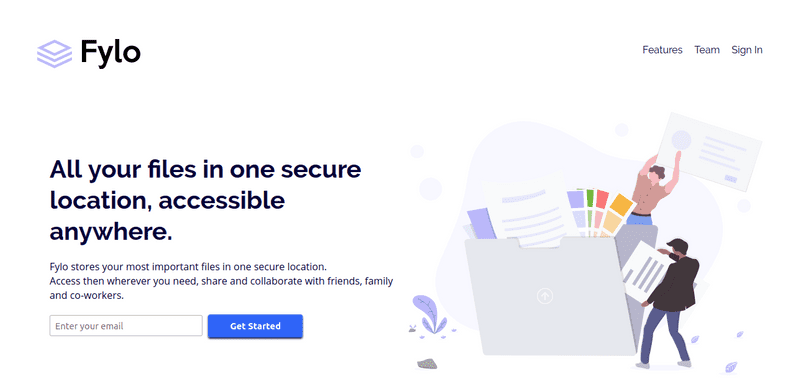 Fylo
Features Team Sign In
All your files in one secure
location, accessible
anywhere.
Fylo stores your most important files in one secure location.
Access then wherever you need, share and collaborate with friends, family
and co-workers.
Enter your email Get Started